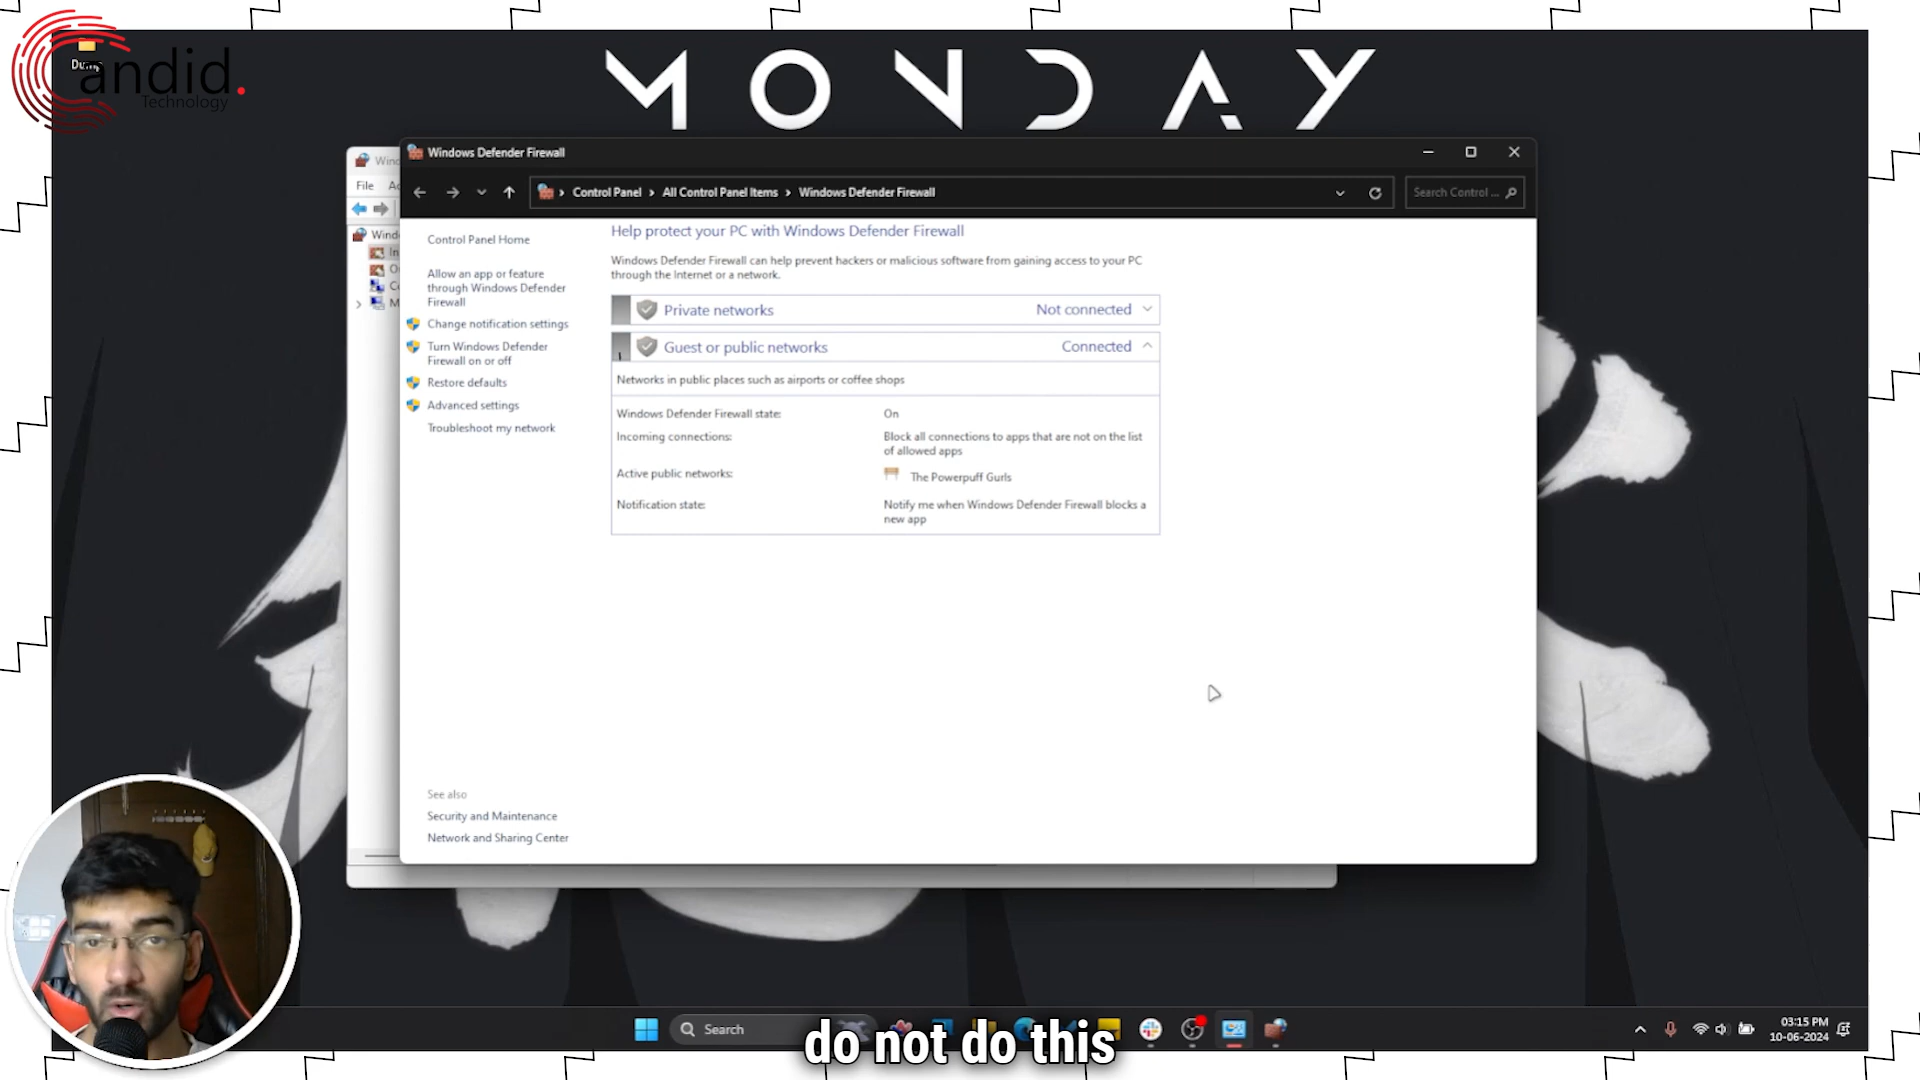 andid.
Technology
MONDAY
Windows Defender Firewall
File
Control Panel > All Control Panel Items > Windows Defender Firewall
Search Control ...
Control Panel Home
Allow an app or feature
through Windows Defender
Firewall
Change notification settings
Turn Windows Defender
Firewall on or off
Restore defaults
Advanced settings
Troubleshoot my network
Help protect your PC with Windows Defender Firewall
Windows Defender Firewall can help prevent hackers or malicious software from gaining access to your PC
through the Internet or a network.
Private networks Not connected
Guest or public networks Connected
Networks in public places such as airports or coffee shops
Windows Defender Firewall state: On
Incoming connections: Block all connections to apps that are not on the list
of allowed apps
Active public networks: The Powerpuff Gurls
Notification state: Notify me when Windows Defender Firewall blocks a
new app
See also
Security and Maintenance
Network and Sharing Center
Search
do not do this
03:15 PM
10-06-2024